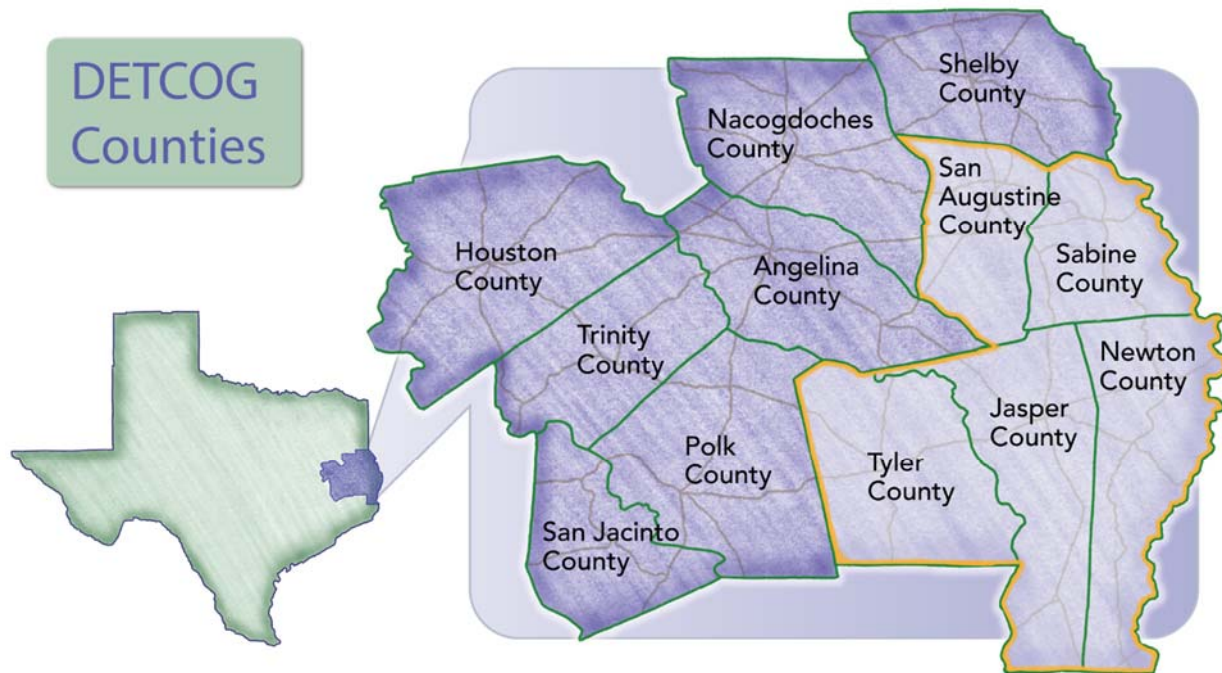 DETCOG
Counties
Shelby
County
Nacogdoches
County
San
Augustine
County
Houston
County
Angelina
County
Sabine
County
Trinity
County
Newton
County
Jasper
County
Polk
County
Tyler
County
San Jacinto
County